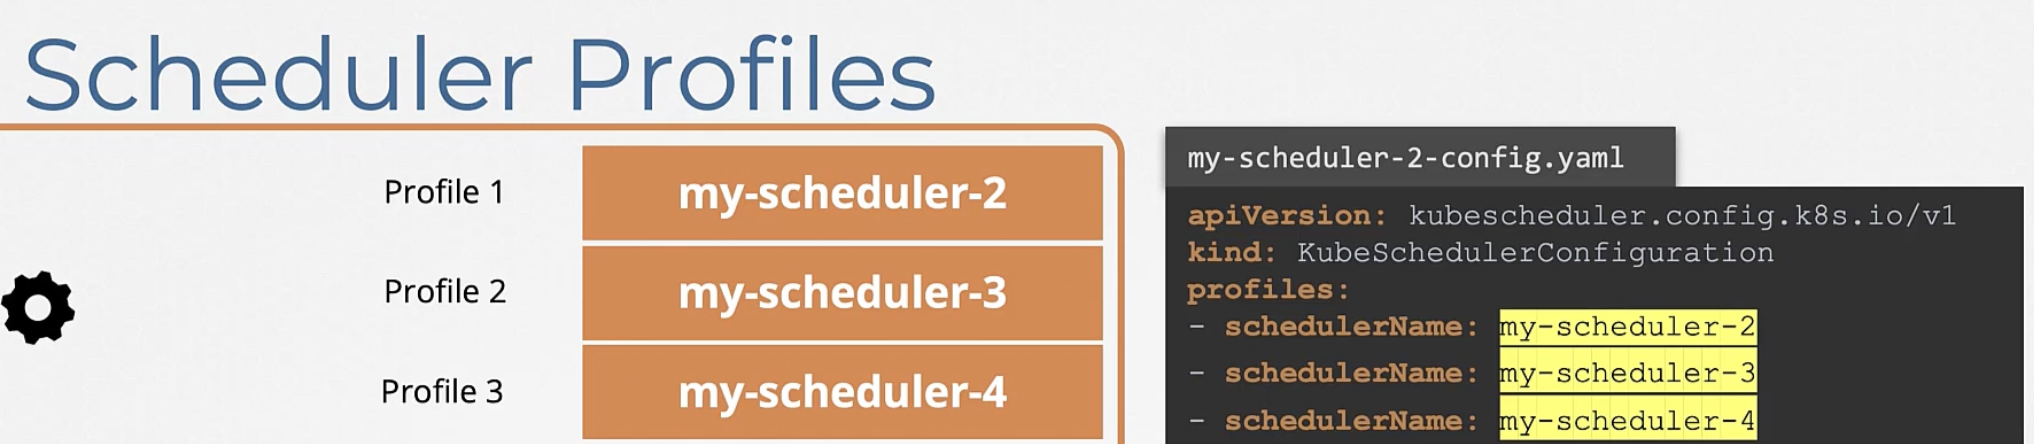 Scheduler Profiles
Profile 1
my-scheduler-2
Profile 2
my-scheduler-3
Profile 3
my-scheduler-4
my-scheduler-2-config.yaml
apiVersion: kubescheduler.config.k8s.io/v1
kind: KubeSchedulerConfiguration
profiles:
- schedulerName: my-scheduler-2
- schedulerName: my-scheduler-3
- schedulerName: my-scheduler-4